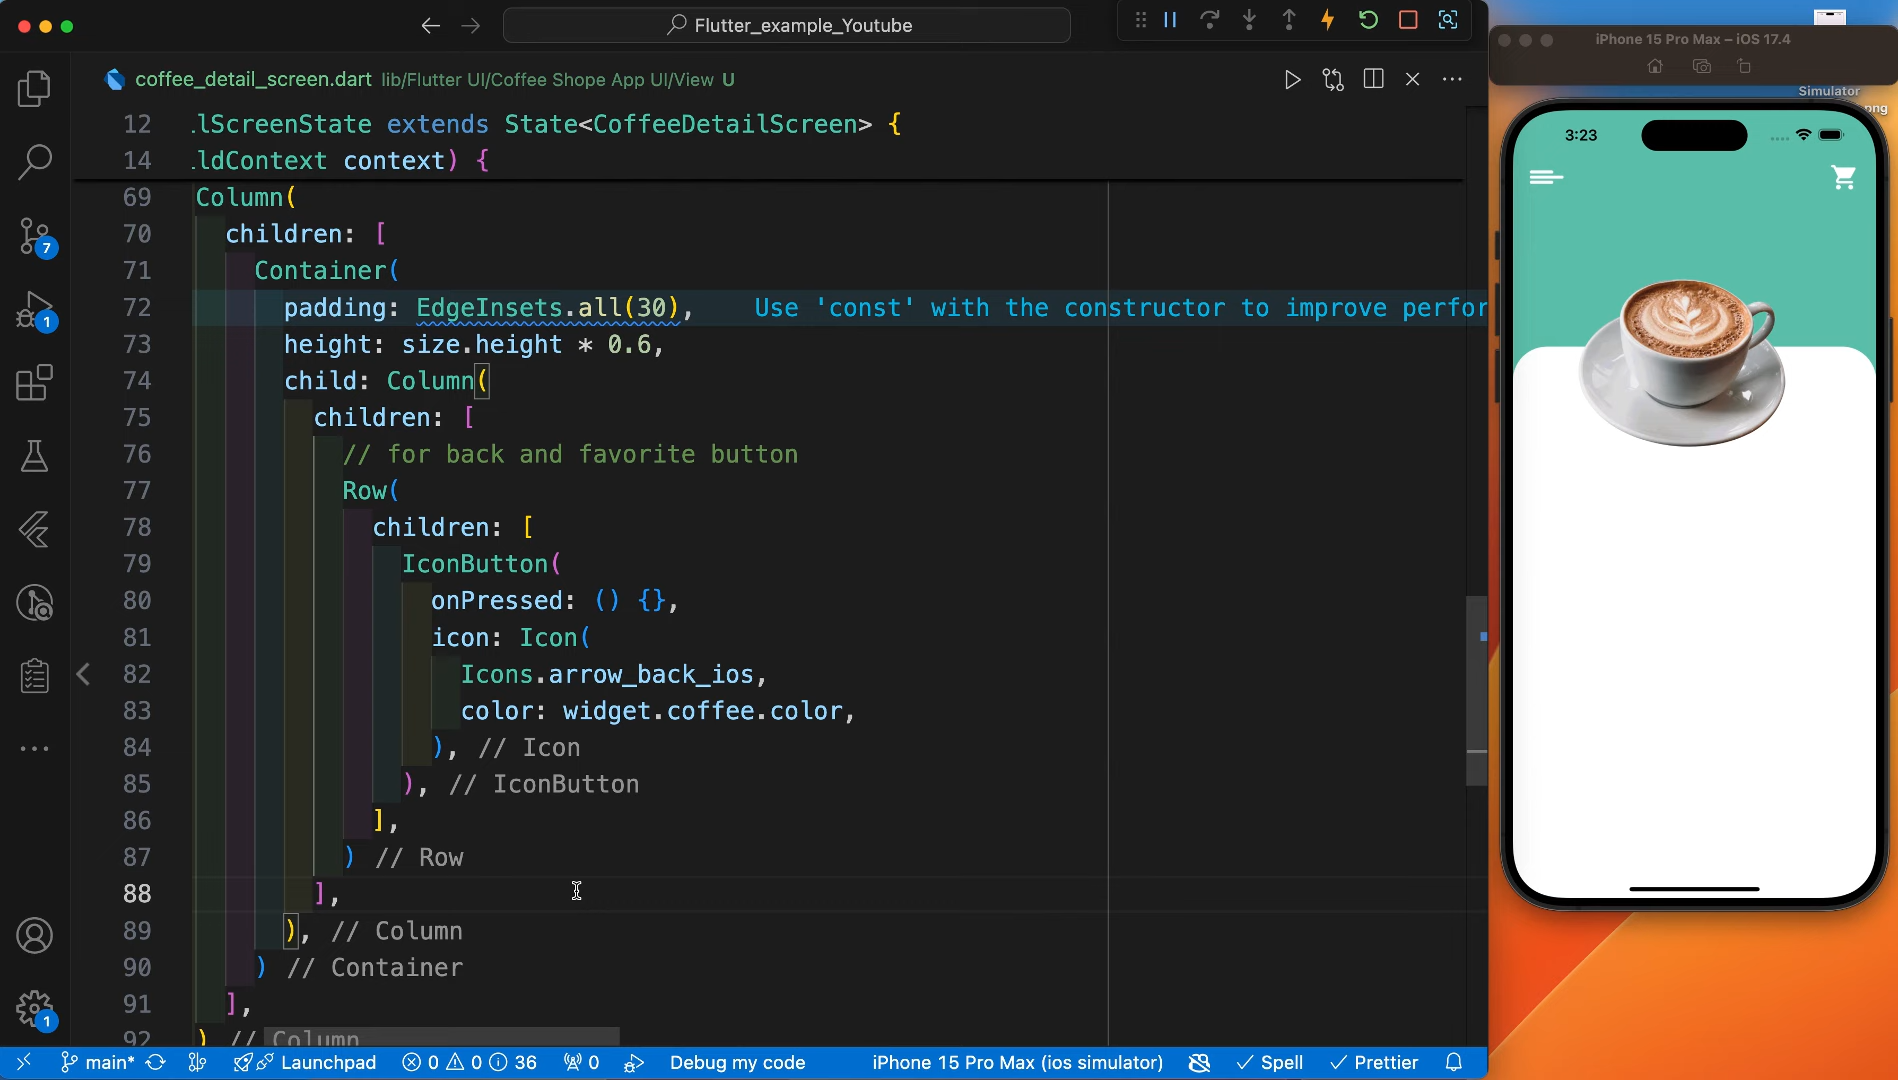 Flutter_example_Youtube
coffee_detail_screen.dart lib/Flutter UI/Coffee Shope App UI/View U
12 .lScreenState extends State<CoffeeDetailScreen> {
14 .ldContext context) {
69 Column(
70 children: [
71 Container(
72 padding: EdgeInsets.all(30), Use 'const' with the constructor to improve perfor
73 height: size.height * 0.6,
74 child: Column(
75 children: [
76 // for back and favorite button
77 Row(
78 children: [
79 IconButton(
80 onPressed: () {},
81 icon: Icon(
82 Icons.arrow_back_ios,
83 color: widget.coffee.color,
84 ), // Icon
85 ), // IconButton
86 ],
87 ) // Row
88 ],
89 ), // Column
90 ) // Container
91 ],
92 ) // Column
7
1
1
main* Launchpad 0 0 36 0 Debug my code iPhone 15 Pro Max (ios simulator) Spell Prettier
iPhone 15 Pro Max – iOS 17.4
Simulator
png
3:23